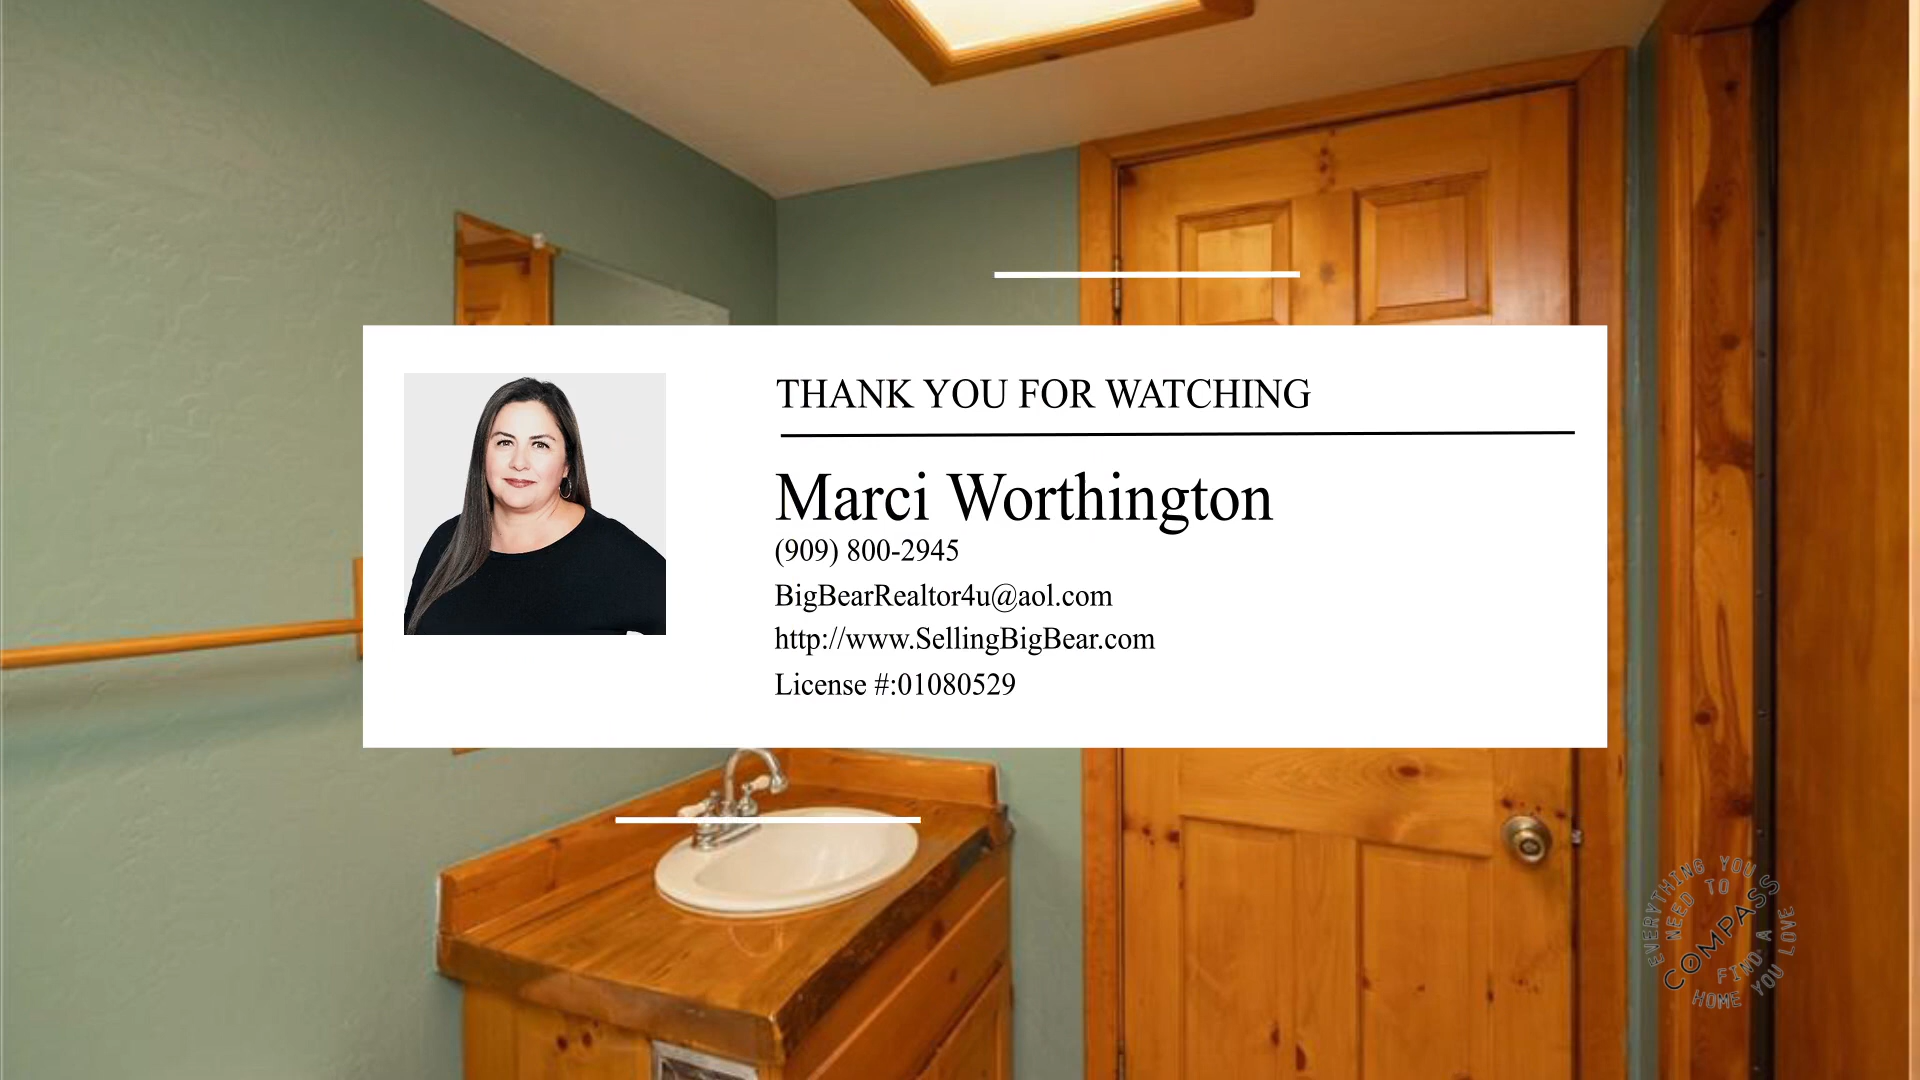 THANK YOU FOR WATCHING
Marci Worthington
(909) 800-2945
BigBearRealtor4u@aol.com
http://www.SellingBigBear.com
License #:01080529
EVERYTHING YOU
NEED TO
COMPASS
FIND A
HOME YOU LOVE